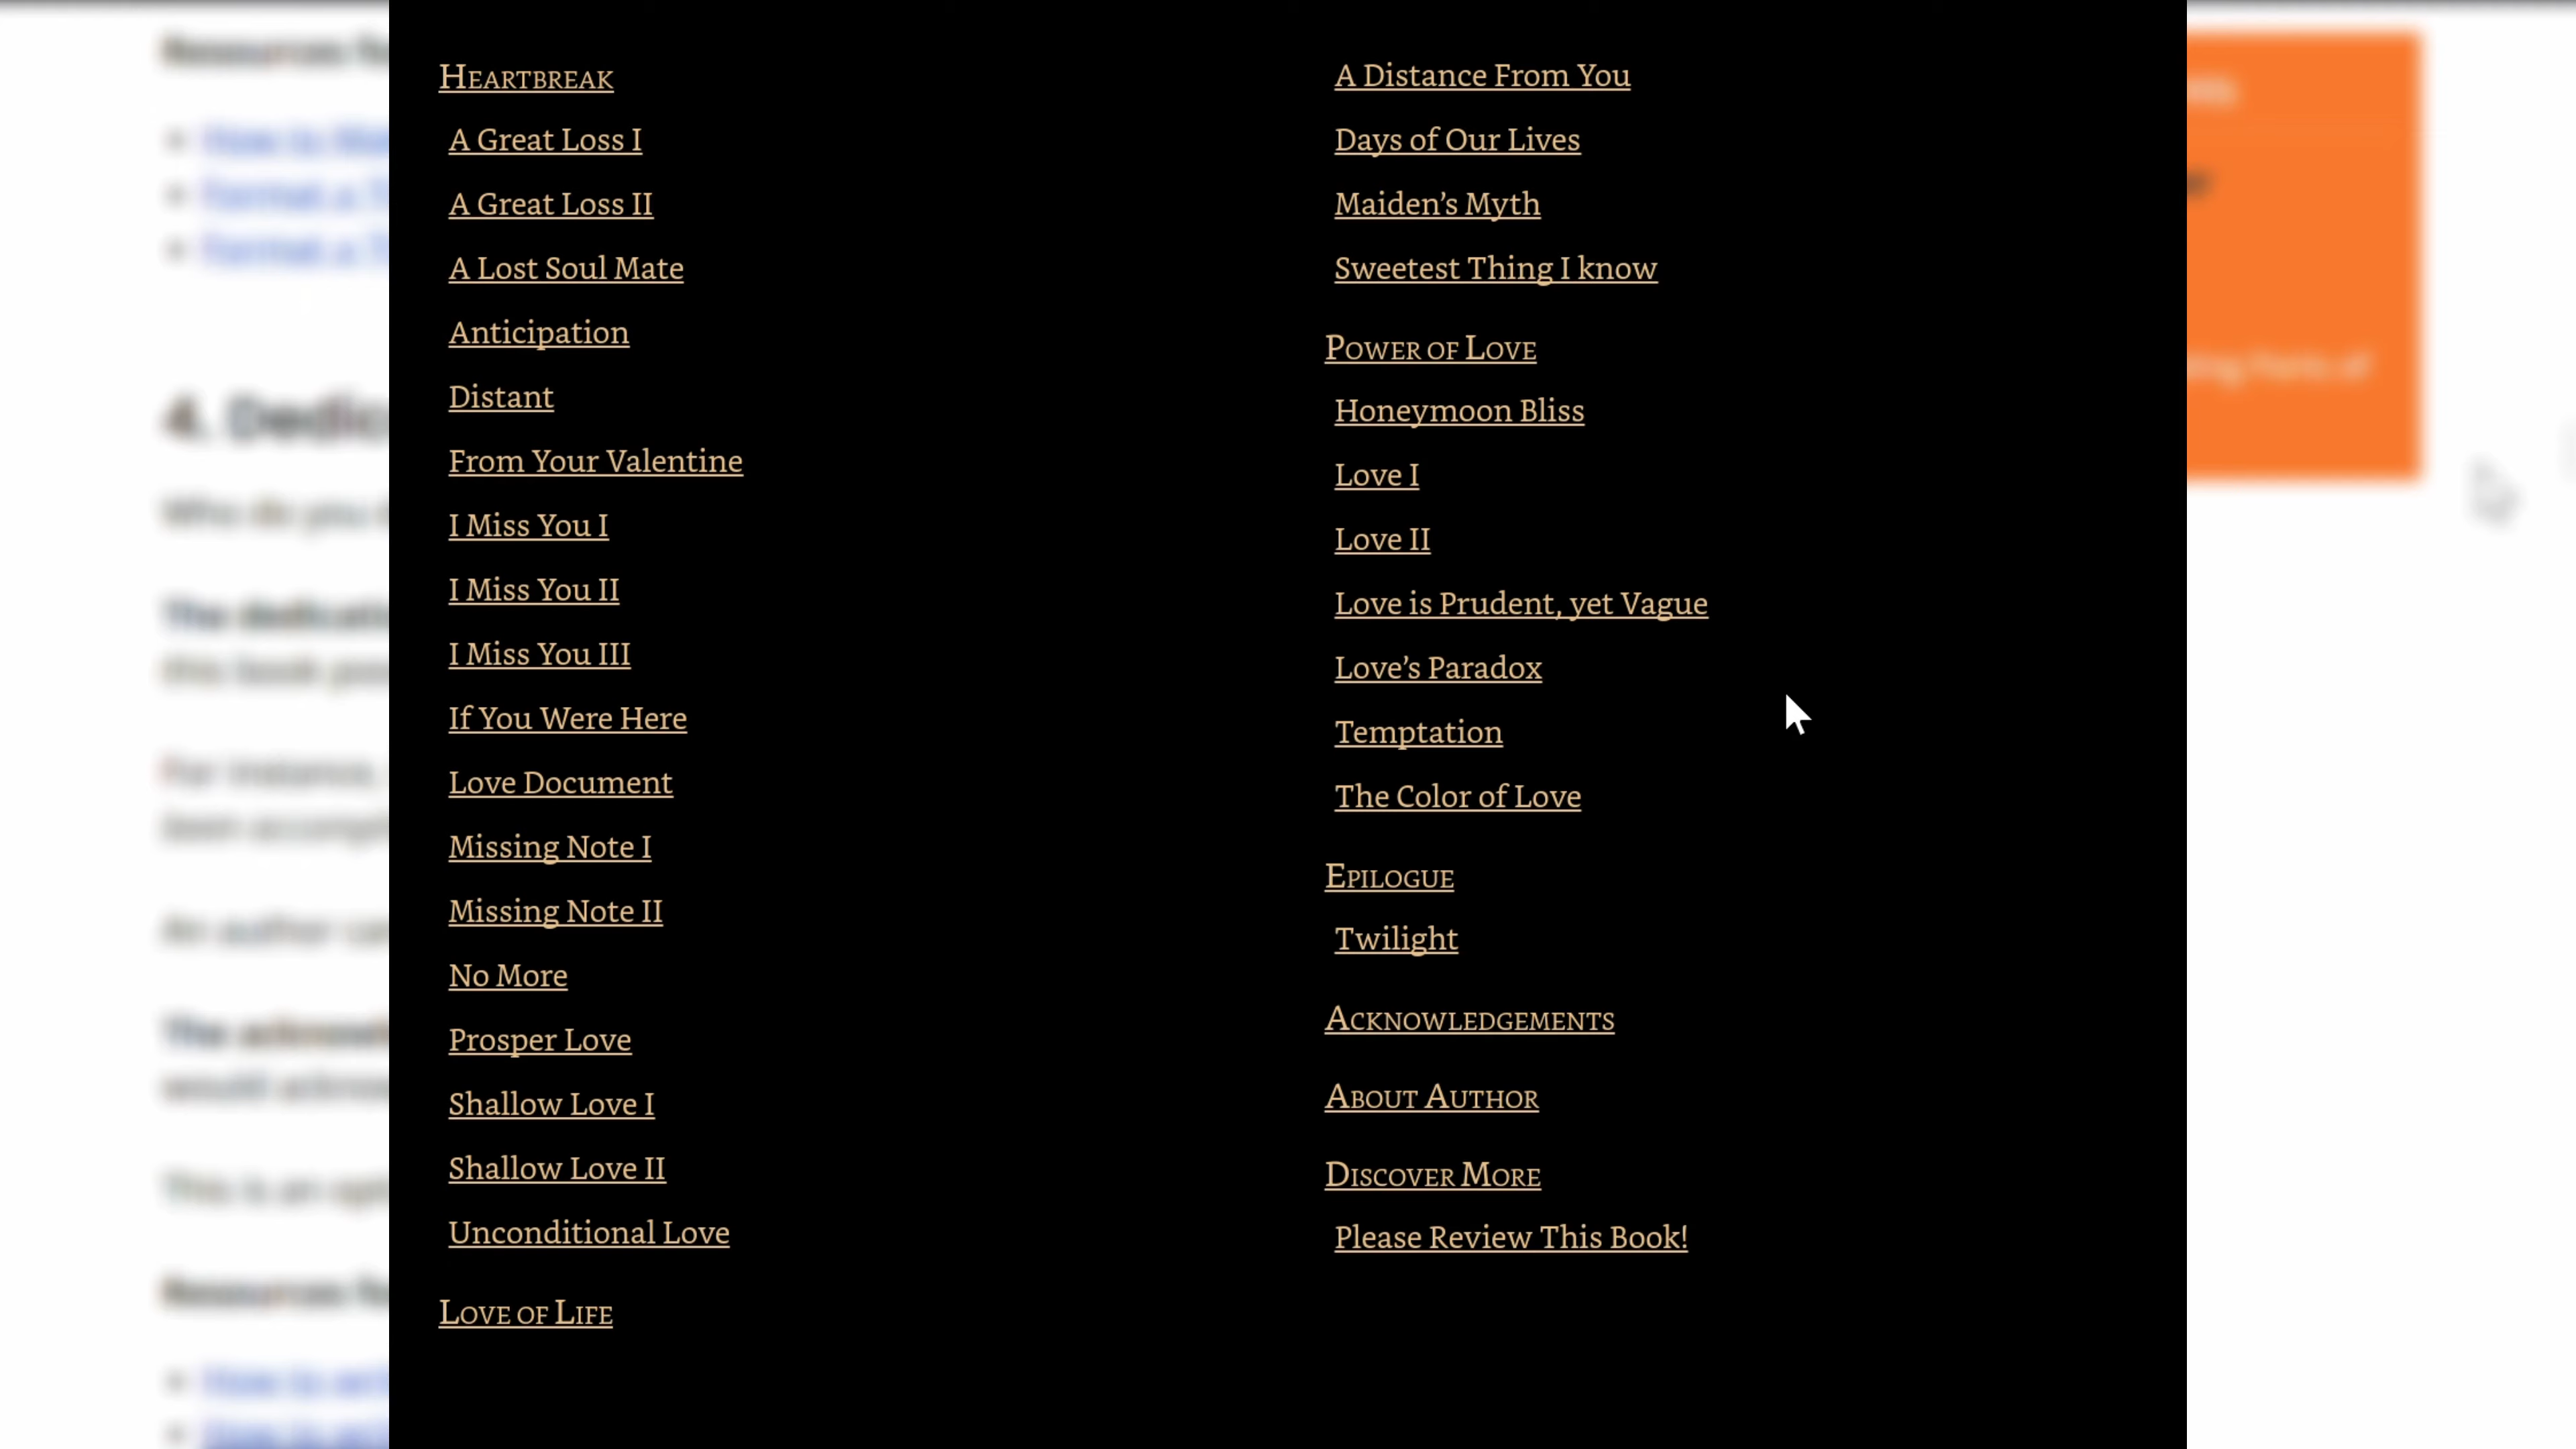 Heartbreak
A Great Loss I
A Great Loss II
A Lost Soul Mate
Anticipation
Distant
From Your Valentine
I Miss You I
I Miss You II
I Miss You III
If You Were Here
Love Document
Missing Note I
Missing Note II
No More
Prosper Love
Shallow Love I
Shallow Love II
Unconditional Love
Love of Life
A Distance From You
Days of Our Lives
Maiden's Myth
Sweetest Thing I know
Power of Love
Honeymoon Bliss
Love I
Love II
Love is Prudent, yet Vague
Love's Paradox
Temptation
The Color of Love
Epilogue
Twilight
Acknowledgements
About Author
Discover More
Please Review This Book!
4.